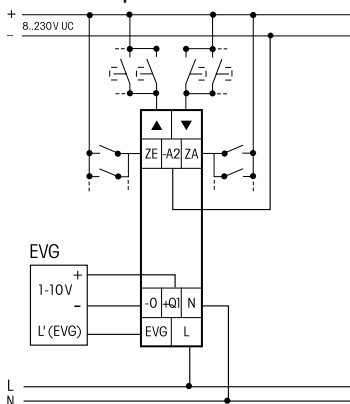 +
8..230V UC
−
▲ ▼
ZE -A2 ZA
EVG
+
1-10V
−
L'(EVG)
-0 +Q1 N
EVG L
L
N